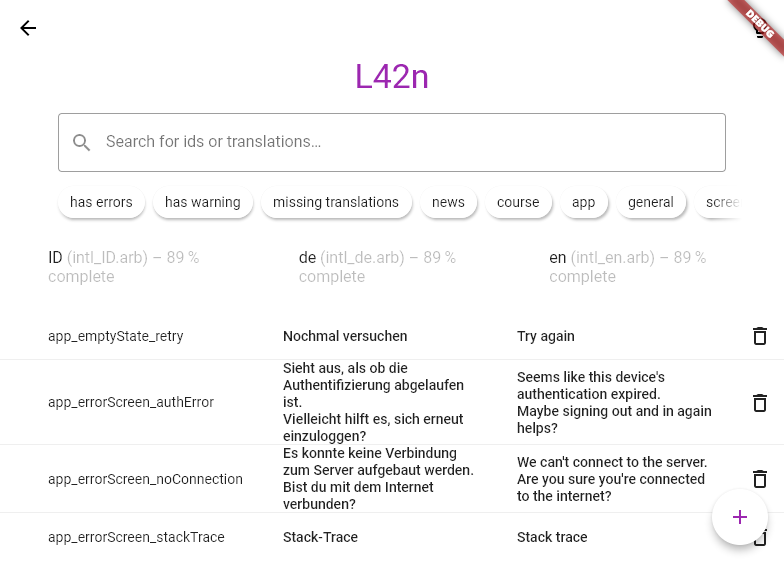 DEBUG
L42n
Search for ids or translations...
has errors
has warning
missing translations
news
course
app
general
scree
ID (intl_ID.arb) – 89 %
complete
de (intl_de.arb) – 89 %
complete
en (intl_en.arb) – 89 %
complete
app_emptyState_retry
Nochmal versuchen
Try again
app_errorScreen_authError
Sieht aus, als ob die
Authentifizierung abgelaufen
ist.
Vielleicht hilft es, sich erneut
einzuloggen?
Seems like this device's
authentication expired.
Maybe signing out and in again
helps?
app_errorScreen_noConnection
Es konnte keine Verbindung
zum Server aufgebaut werden.
Bist du mit dem Internet
verbunden?
We can't connect to the server.
Are you sure you're connected
to the internet?
app_errorScreen_stackTrace
Stack-Trace
Stack trace